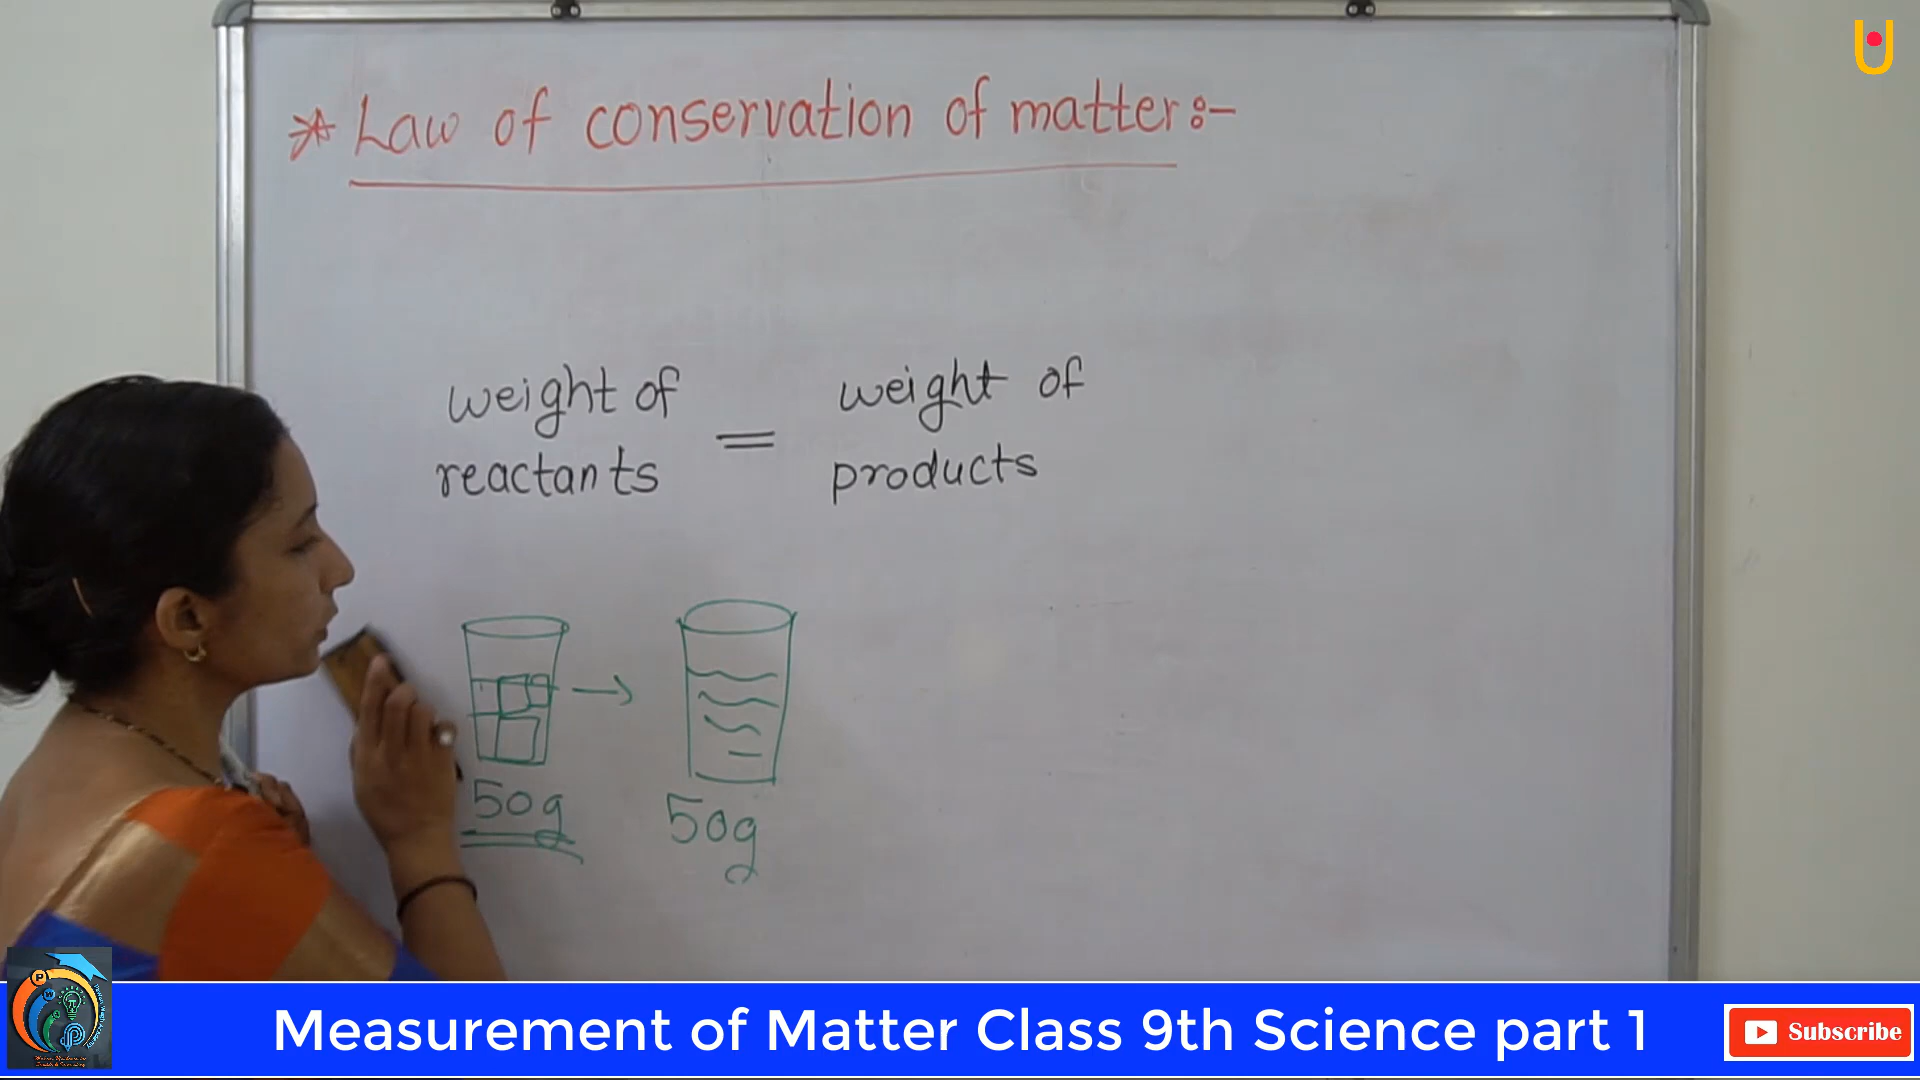 * Law of conservation of matter:-
weight of
reactants
=
weight of
products
→
50g
50g
Measurement of Matter Class 9th Science part 1
Subscribe